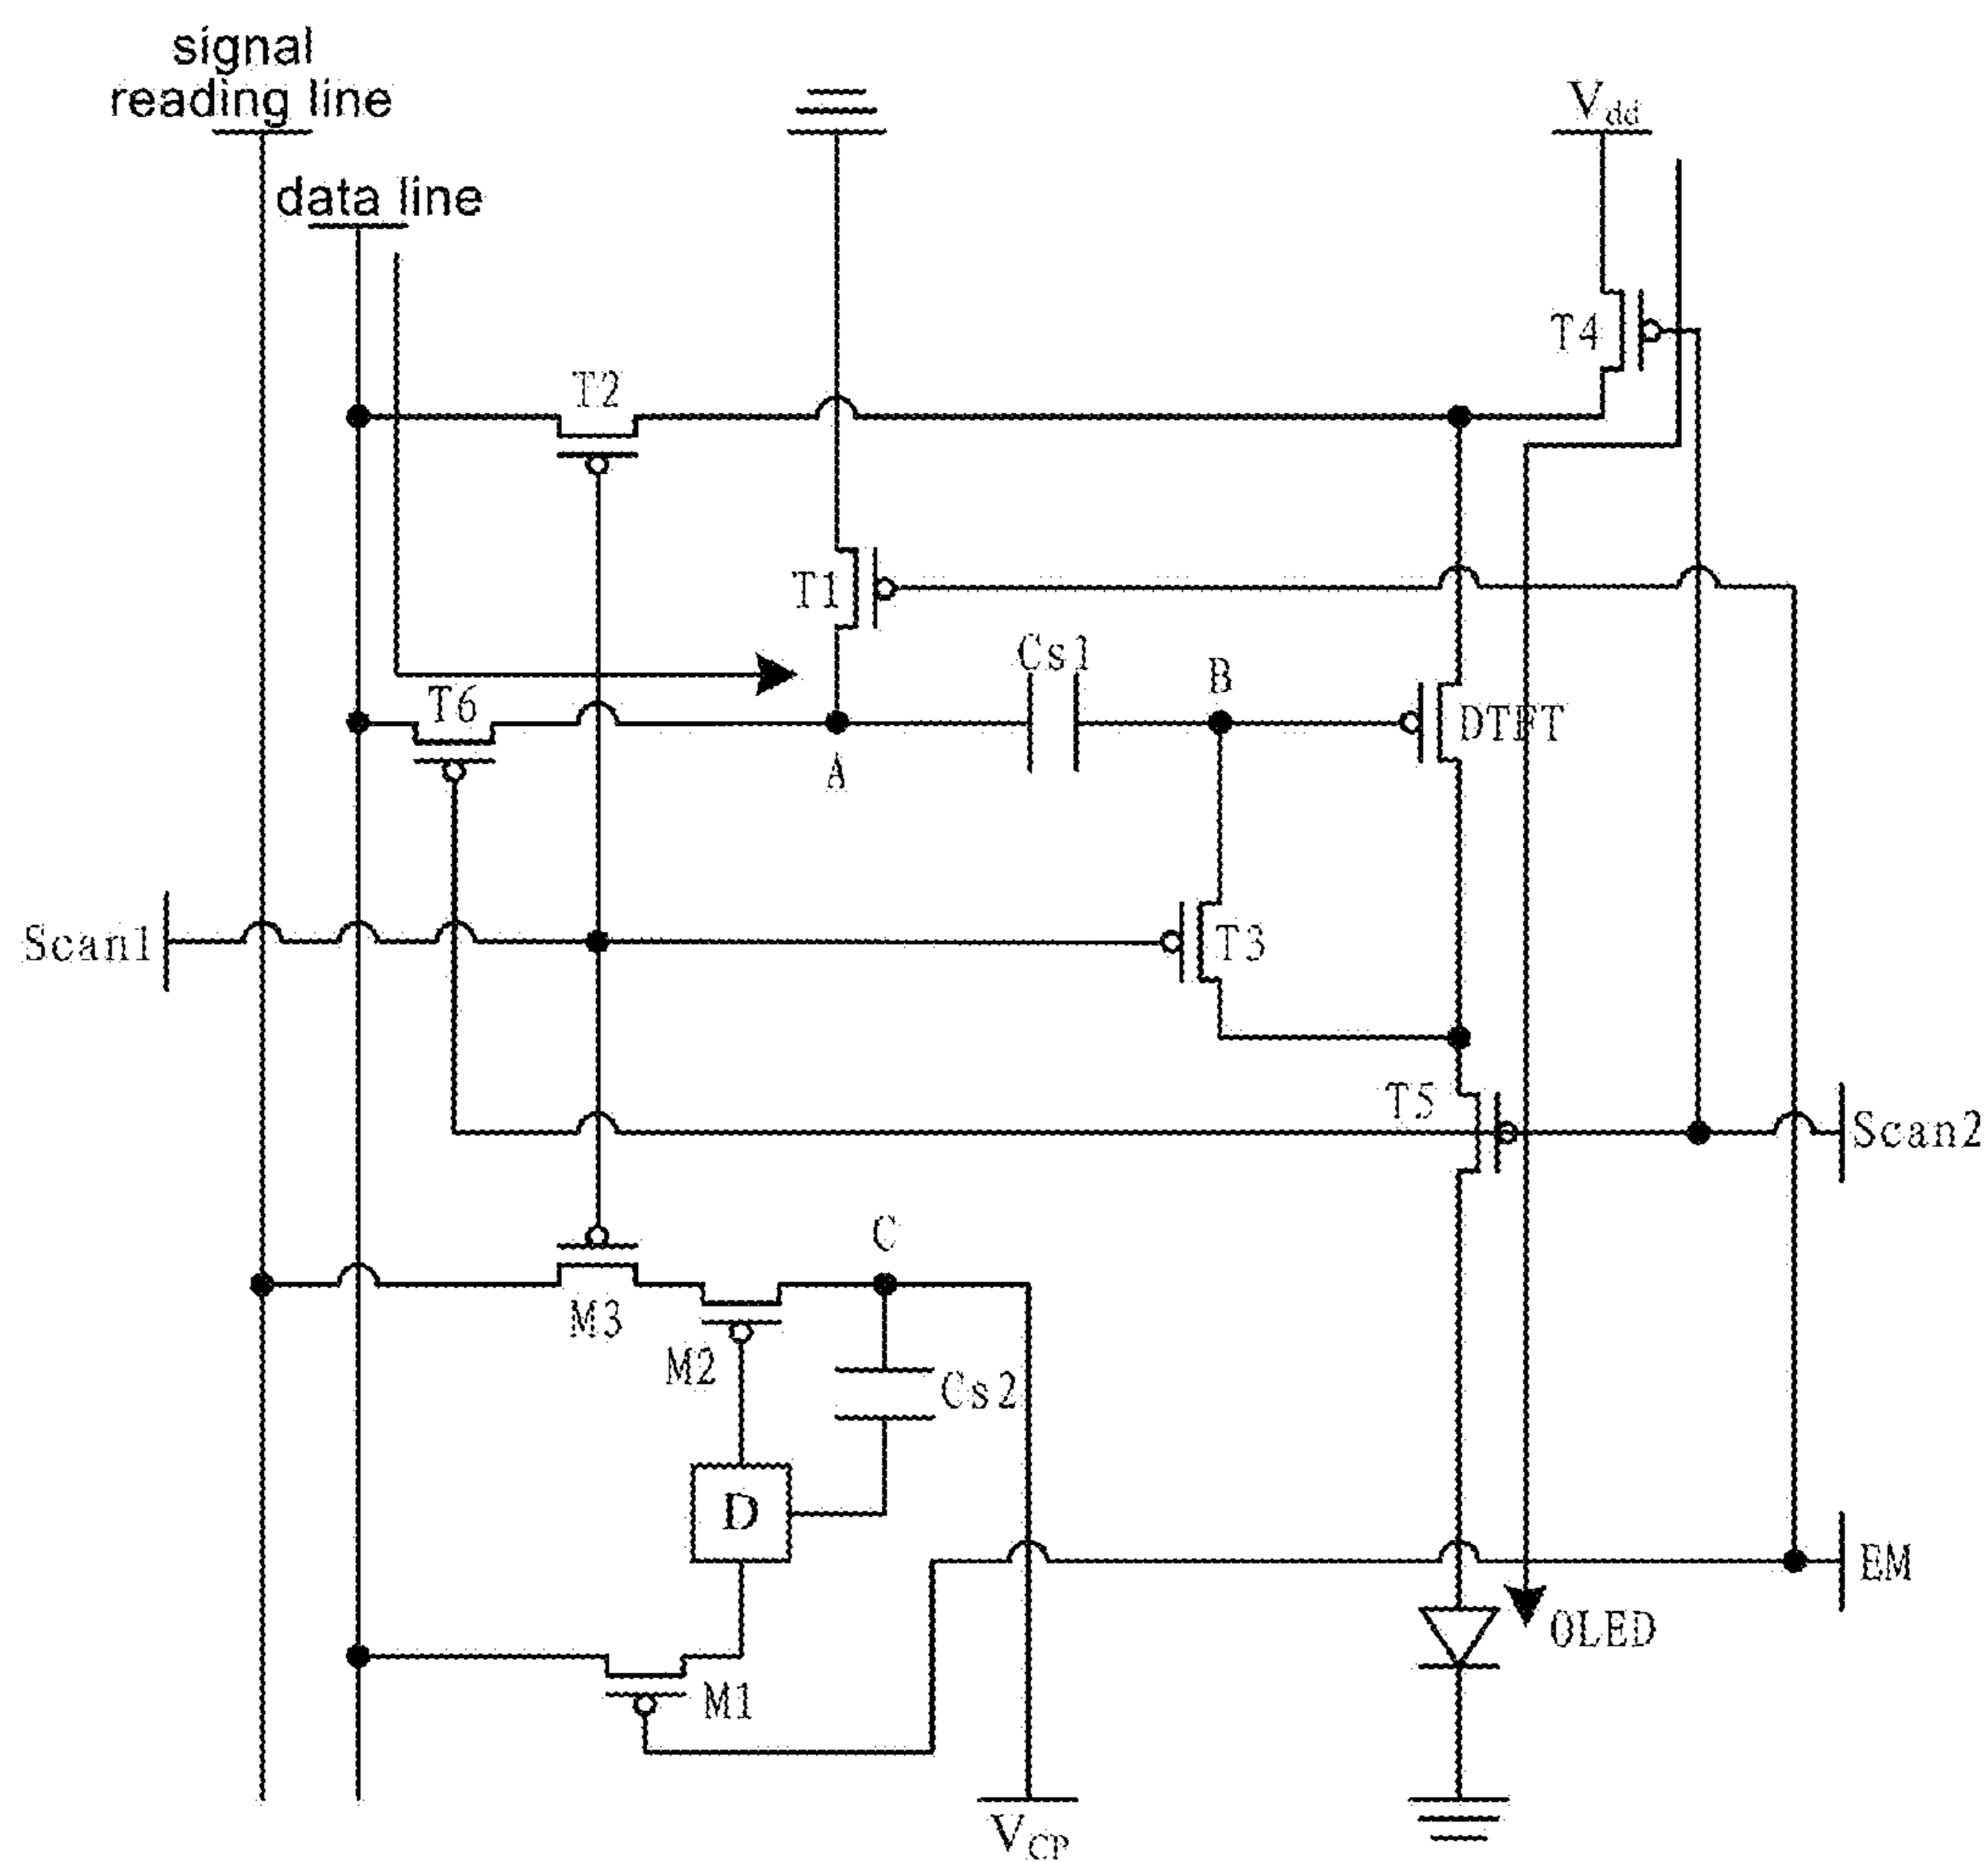 signal
reading line
Vdd
data line
T4
T2
T1
Cs1
B
T6
DTFT
A
Scan1
T3
T5
Scan2
C
M3
M2
Cs2
D
EM
OLED
M1
VCP